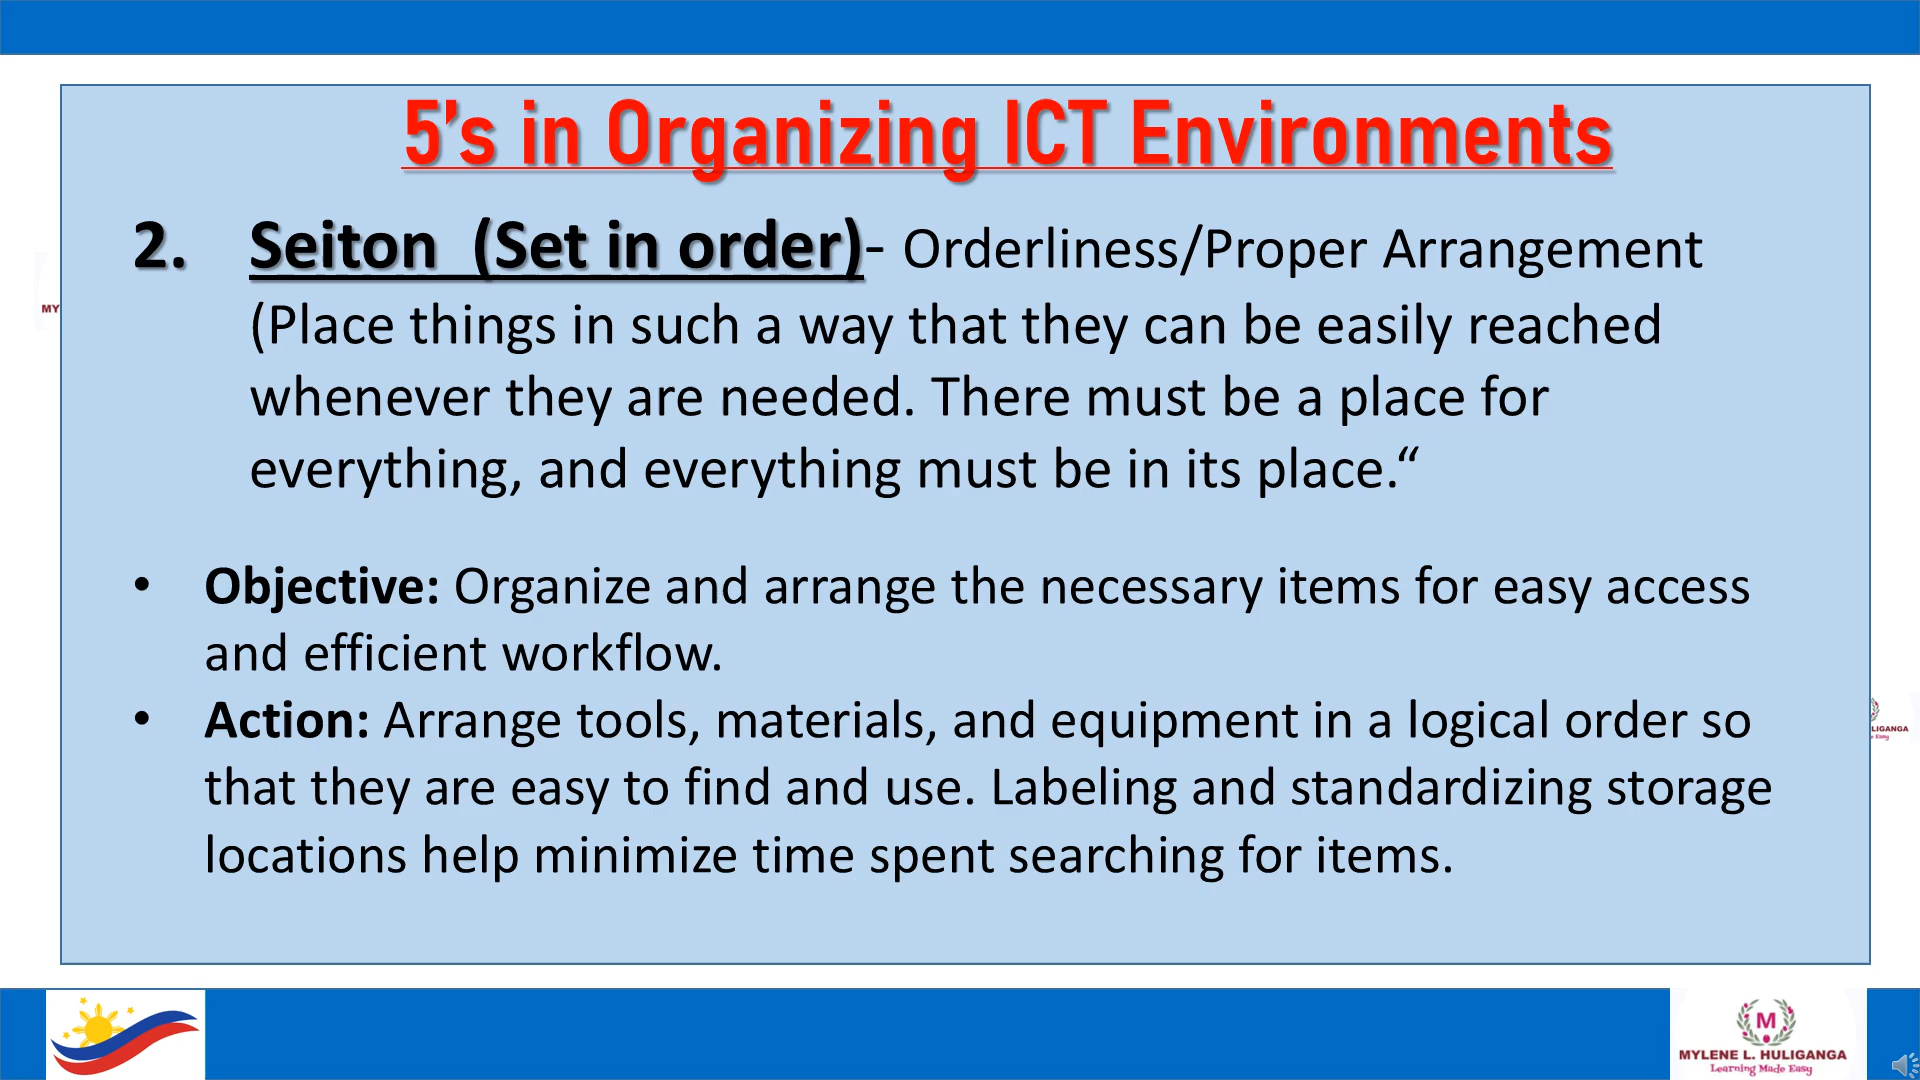 5's in Organizing ICT Environments
2. Seiton (Set in order)- Orderliness/Proper Arrangement
(Place things in such a way that they can be easily reached
whenever they are needed. There must be a place for
everything, and everything must be in its place.“
• Objective: Organize and arrange the necessary items for easy access
and efficient workflow.
• Action: Arrange tools, materials, and equipment in a logical order so
that they are easy to find and use. Labeling and standardizing storage
locations help minimize time spent searching for items.
MY
LIGANGA
Easy
M
MYLENE L. HULIGANGA
Learning Made Easy